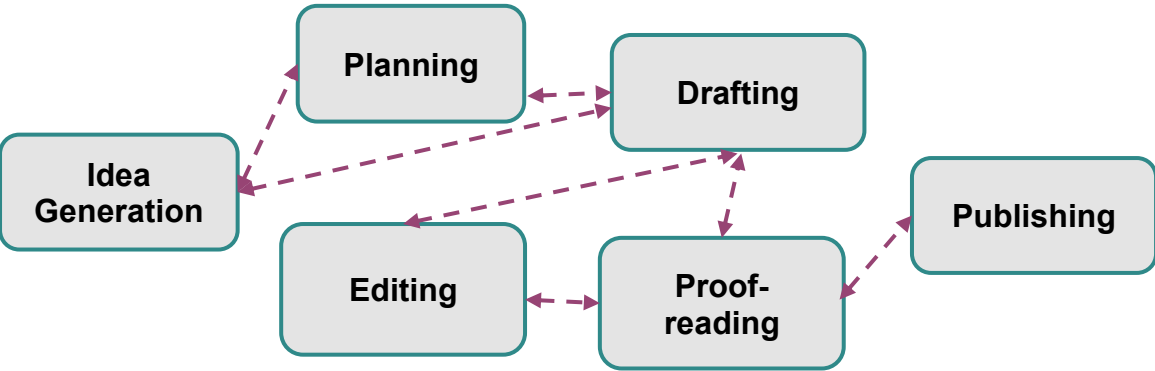 Planning
Drafting
Idea
Generation
Publishing
Editing
Proof-
reading